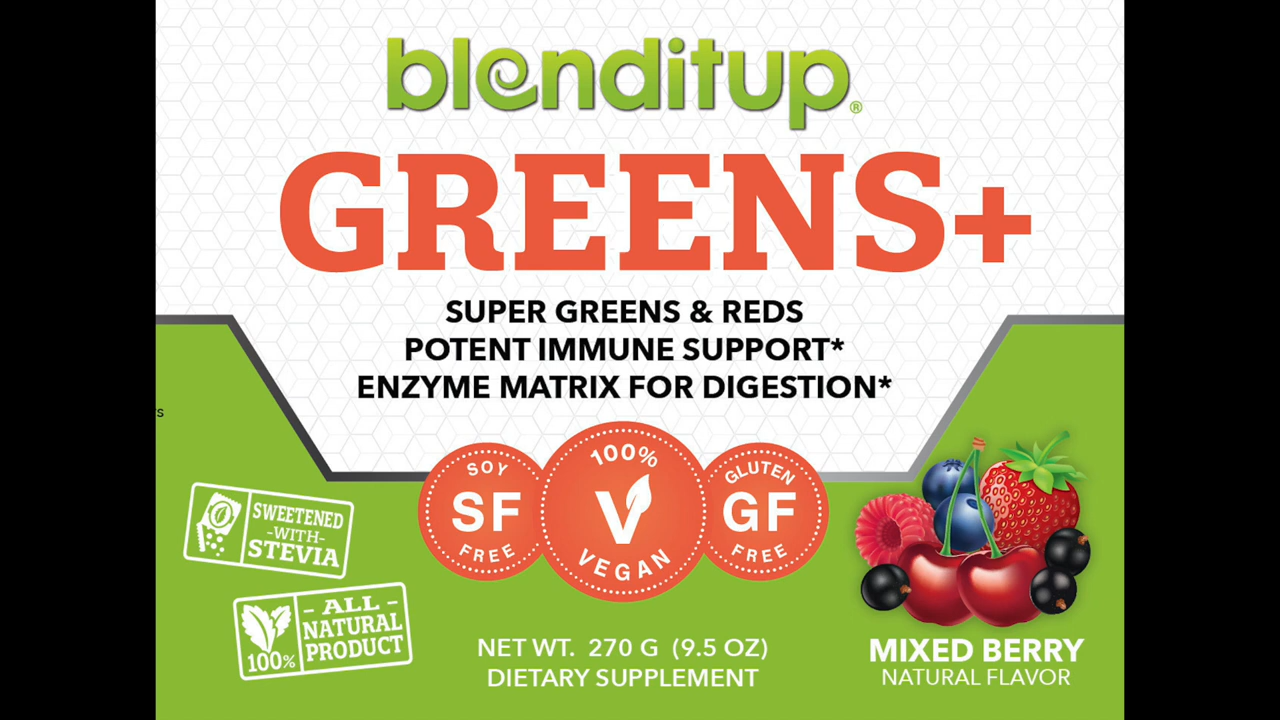 blenditup®
GREENS+
SUPER GREENS & REDS
POTENT IMMUNE SUPPORT*
ENZYME MATRIX FOR DIGESTION*
SOY
SF
FREE
100%
V
VEGAN
GLUTEN
GF
FREE
SWEETENED
-WITH-
STEVIA
100%
- ALL -
NATURAL
PRODUCT
NET WT. 270 G (9.5 OZ)
DIETARY SUPPLEMENT
MIXED BERRY
NATURAL FLAVOR